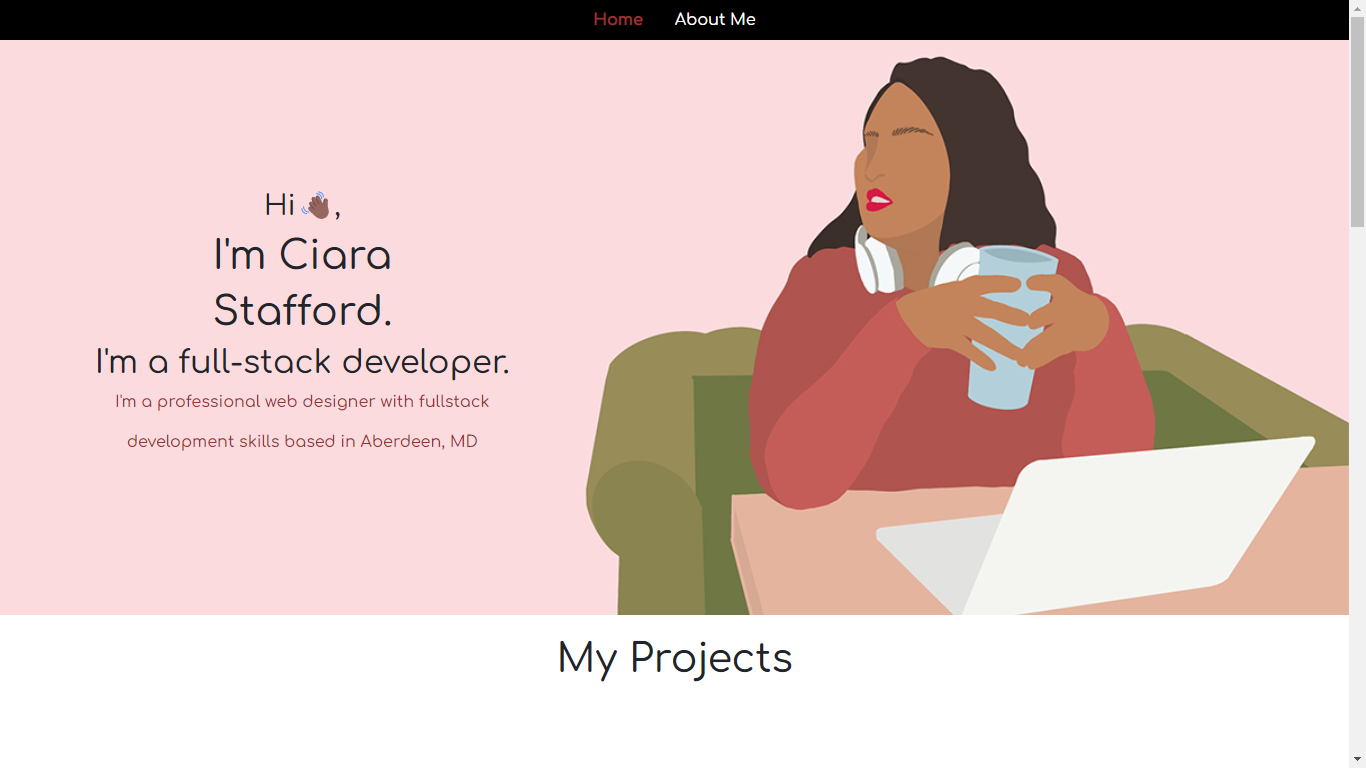 Home About Me
Hi 👋🏾,
I'm Ciara
Stafford.
I'm a full-stack developer.
I'm a professional web designer with fullstack
development skills based in Aberdeen, MD
My Projects